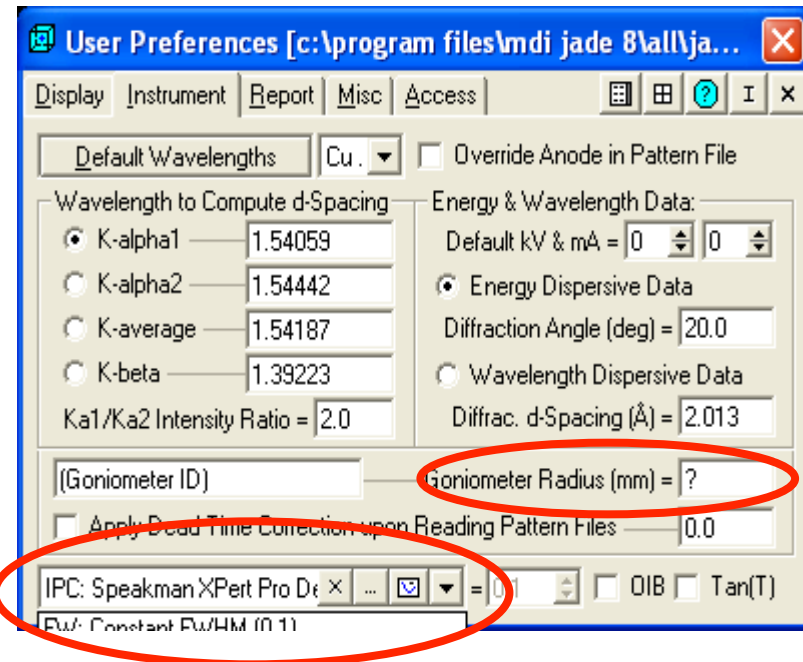 User Preferences [c:\program files\mdi jade 8\all\ja...
Display Instrument Report Misc Access
Default Wavelengths Cu . Override Anode in Pattern File
Wavelength to Compute d-Spacing
K-alpha1 1.54059
K-alpha2 1.54442
K-average 1.54187
K-beta 1.39223
Ka1/Ka2 Intensity Ratio = 2.0
Energy & Wavelength Data:
Default kV & mA = 0 0
Energy Dispersive Data
Diffraction Angle (deg) = 20.0
Wavelength Dispersive Data
Diffrac. d-Spacing (Å) = 2.013
(Goniometer ID) Goniometer Radius (mm) = ?
Apply Dead Time Correction upon Reading Pattern Files 0.0
IPC: Speakman XPert Pro De ... = 0.1 OIB Tan(T)
FW: Constant FWHM (0.1)